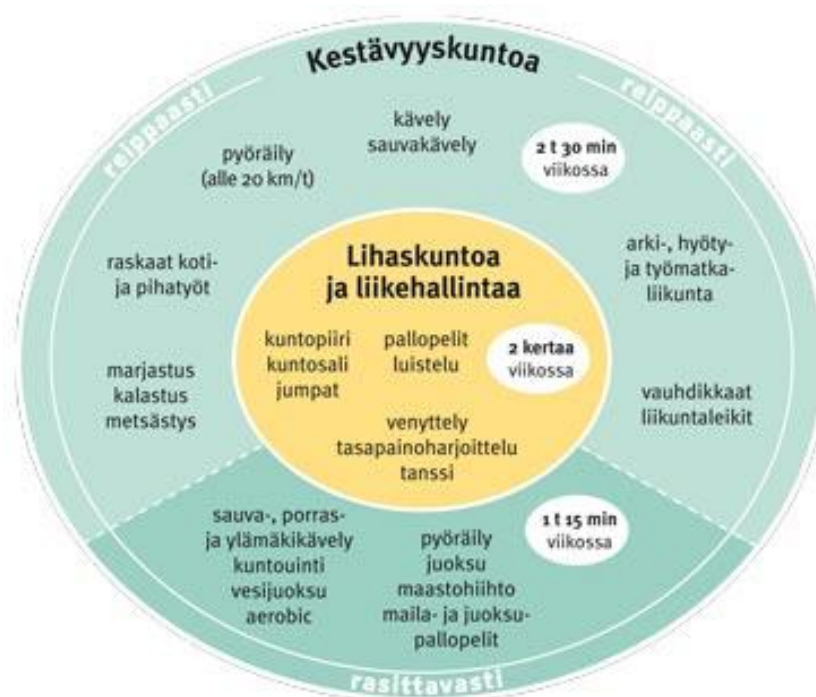 Kestävyyskuntoa
reippaasti
reippaasti
kävely
sauvakävely
2 t 30 min
viikossa
pyöräily
(alle 20 km/t)
raskaat koti-
ja pihatyöt
arki-, hyöty-
ja työmatka-
liikunta
marjastus
kalastus
metsästys
vauhdikkaat
liikuntaleikit
Lihaskuntoa
ja liikehallintaa
kuntopiiri
kuntosali
jumpat
pallopelit
luistelu
2 kertaa
viikossa
venyttely
tasapainoharjoittelu
tanssi
sauva-, porras-
ja ylämäkikävely
kuntouinti
vesijuoksu
aerobic
pyöräily
juoksu
maastohiihto
maila- ja juoksu-
pallopelit
1 t 15 min
viikossa
rasittavasti